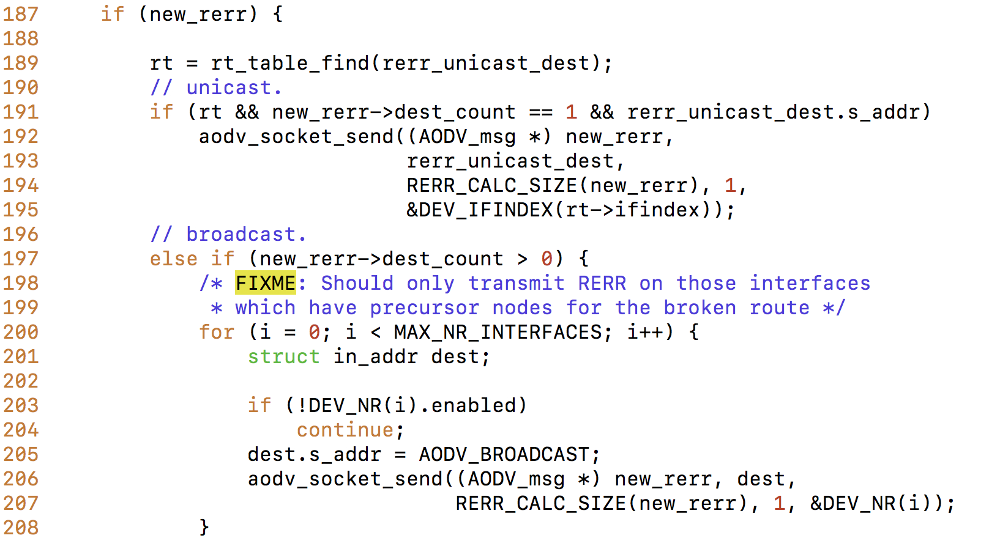 187     if (new_rerr) {
188
189         rt = rt_table_find(rerr_unicast_dest);
190         // unicast.
191         if (rt && new_rerr->dest_count == 1 && rerr_unicast_dest.s_addr)
192             aodv_socket_send((AODV_msg *) new_rerr,
193                              rerr_unicast_dest,
194                              RERR_CALC_SIZE(new_rerr), 1,
195                              &DEV_IFINDEX(rt->ifindex));
196         // broadcast.
197         else if (new_rerr->dest_count > 0) {
198             /* FIXME: Should only transmit RERR on those interfaces
199              * which have precursor nodes for the broken route */
200             for (i = 0; i < MAX_NR_INTERFACES; i++) {
201                 struct in_addr dest;
202
203                 if (!DEV_NR(i).enabled)
204                     continue;
205                 dest.s_addr = AODV_BROADCAST;
206                 aodv_socket_send((AODV_msg *) new_rerr, dest,
207                                  RERR_CALC_SIZE(new_rerr), 1, &DEV_NR(i));
208             }